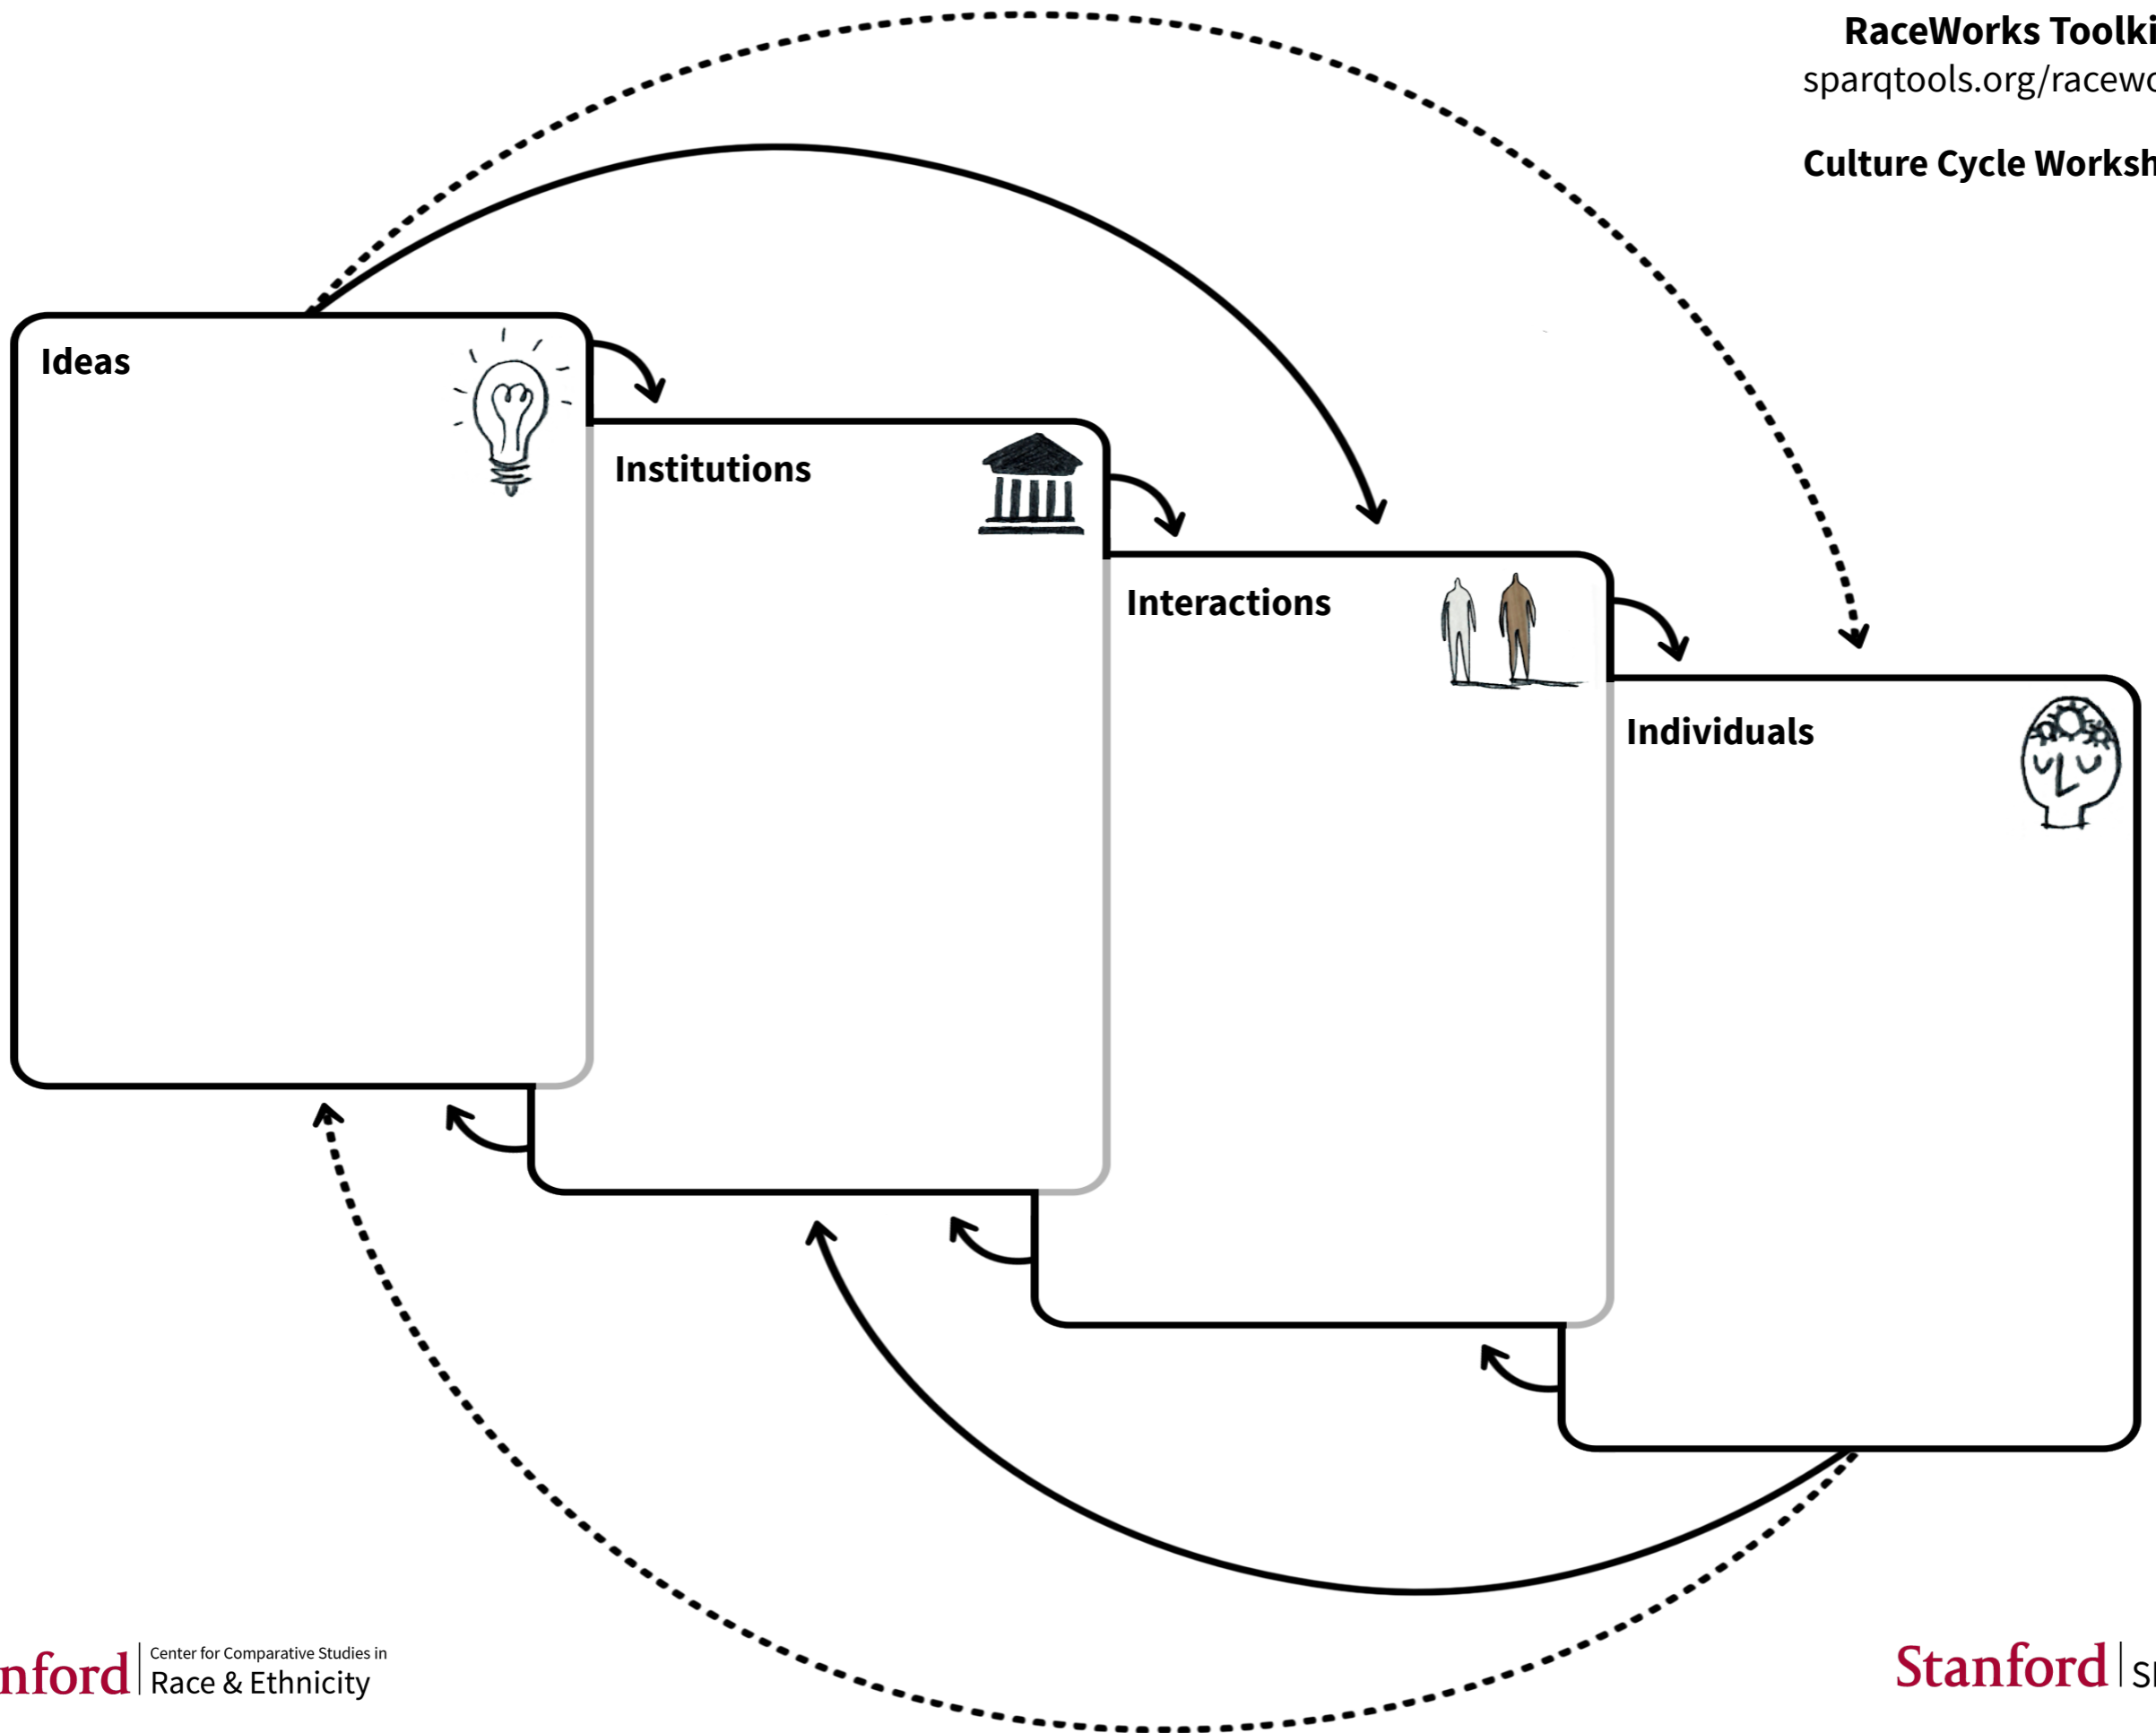 RaceWorks Toolki
sparqtools.org/racewo
Culture Cycle Worksh
Ideas
Institutions
Interactions
Individuals
nford
Center for Comparative Studies in
Race & Ethnicity
Stanford